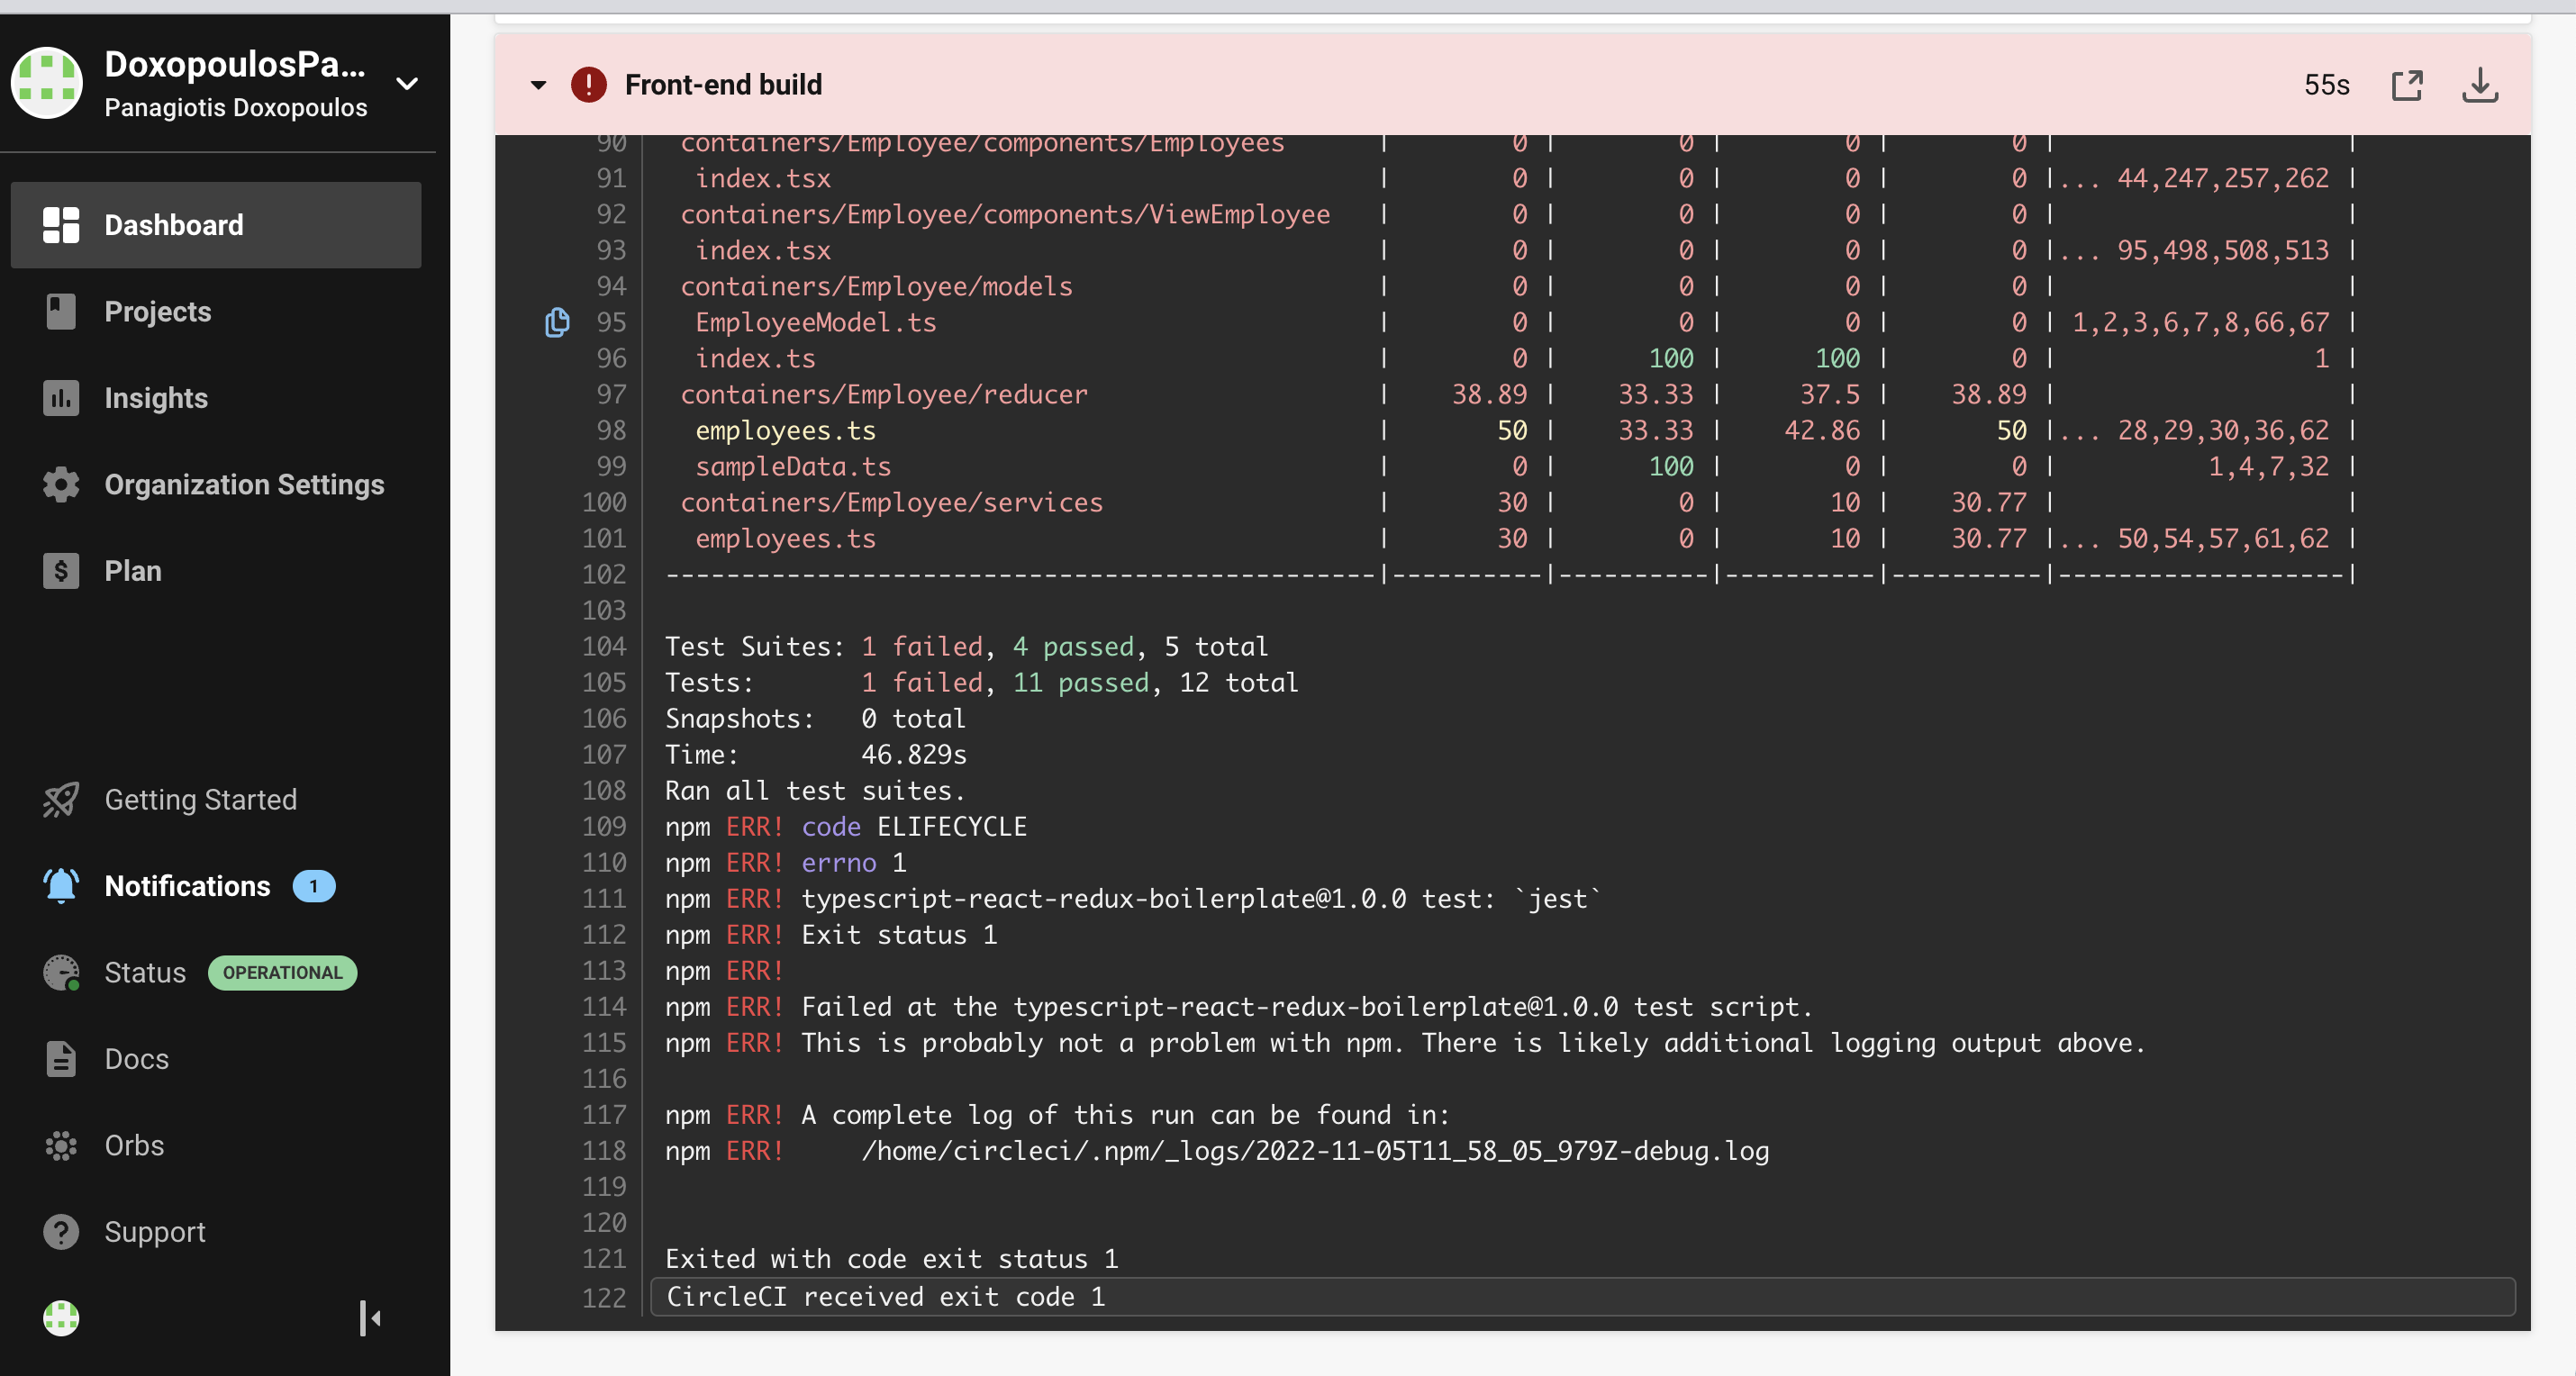 DoxopoulosPa...
Panagiotis Doxopoulos
Dashboard
Projects
Insights
Organization Settings
Plan
Getting Started
Notifications 1
Status OPERATIONAL
Docs
Orbs
Support
Front-end build 55s
90 containers/Employee/components/Employees | 0 | 0 | 0 | 0 | |
91 index.tsx | 0 | 0 | 0 | 0 |... 44,247,257,262 |
92 containers/Employee/components/ViewEmployee | 0 | 0 | 0 | 0 | |
93 index.tsx | 0 | 0 | 0 | 0 |... 95,498,508,513 |
94 containers/Employee/models | 0 | 0 | 0 | 0 | |
95 EmployeeModel.ts | 0 | 0 | 0 | 0 | 1,2,3,6,7,8,66,67 |
96 index.ts | 0 | 100 | 100 | 0 | 1 |
97 containers/Employee/reducer | 38.89 | 33.33 | 37.5 | 38.89 | |
98 employees.ts | 50 | 33.33 | 42.86 | 50 |... 28,29,30,36,62 |
99 sampleData.ts | 0 | 100 | 0 | 0 | 1,4,7,32 |
100 containers/Employee/services | 30 | 0 | 10 | 30.77 | |
101 employees.ts | 30 | 0 | 10 | 30.77 |... 50,54,57,61,62 |
102 -----------------------------------------------|----------|----------|----------|----------|-------------------|
103
104 Test Suites: 1 failed, 4 passed, 5 total
105 Tests: 1 failed, 11 passed, 12 total
106 Snapshots: 0 total
107 Time: 46.829s
108 Ran all test suites.
109 npm ERR! code ELIFECYCLE
110 npm ERR! errno 1
111 npm ERR! typescript-react-redux-boilerplate@1.0.0 test: `jest`
112 npm ERR! Exit status 1
113 npm ERR!
114 npm ERR! Failed at the typescript-react-redux-boilerplate@1.0.0 test script.
115 npm ERR! This is probably not a problem with npm. There is likely additional logging output above.
116
117 npm ERR! A complete log of this run can be found in:
118 npm ERR! /home/circleci/.npm/_logs/2022-11-05T11_58_05_979Z-debug.log
119
120
121 Exited with code exit status 1
122 CircleCI received exit code 1